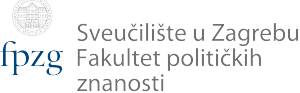 fpzg
Sveučilište u Zagrebu
Fakultet političkih
znanosti